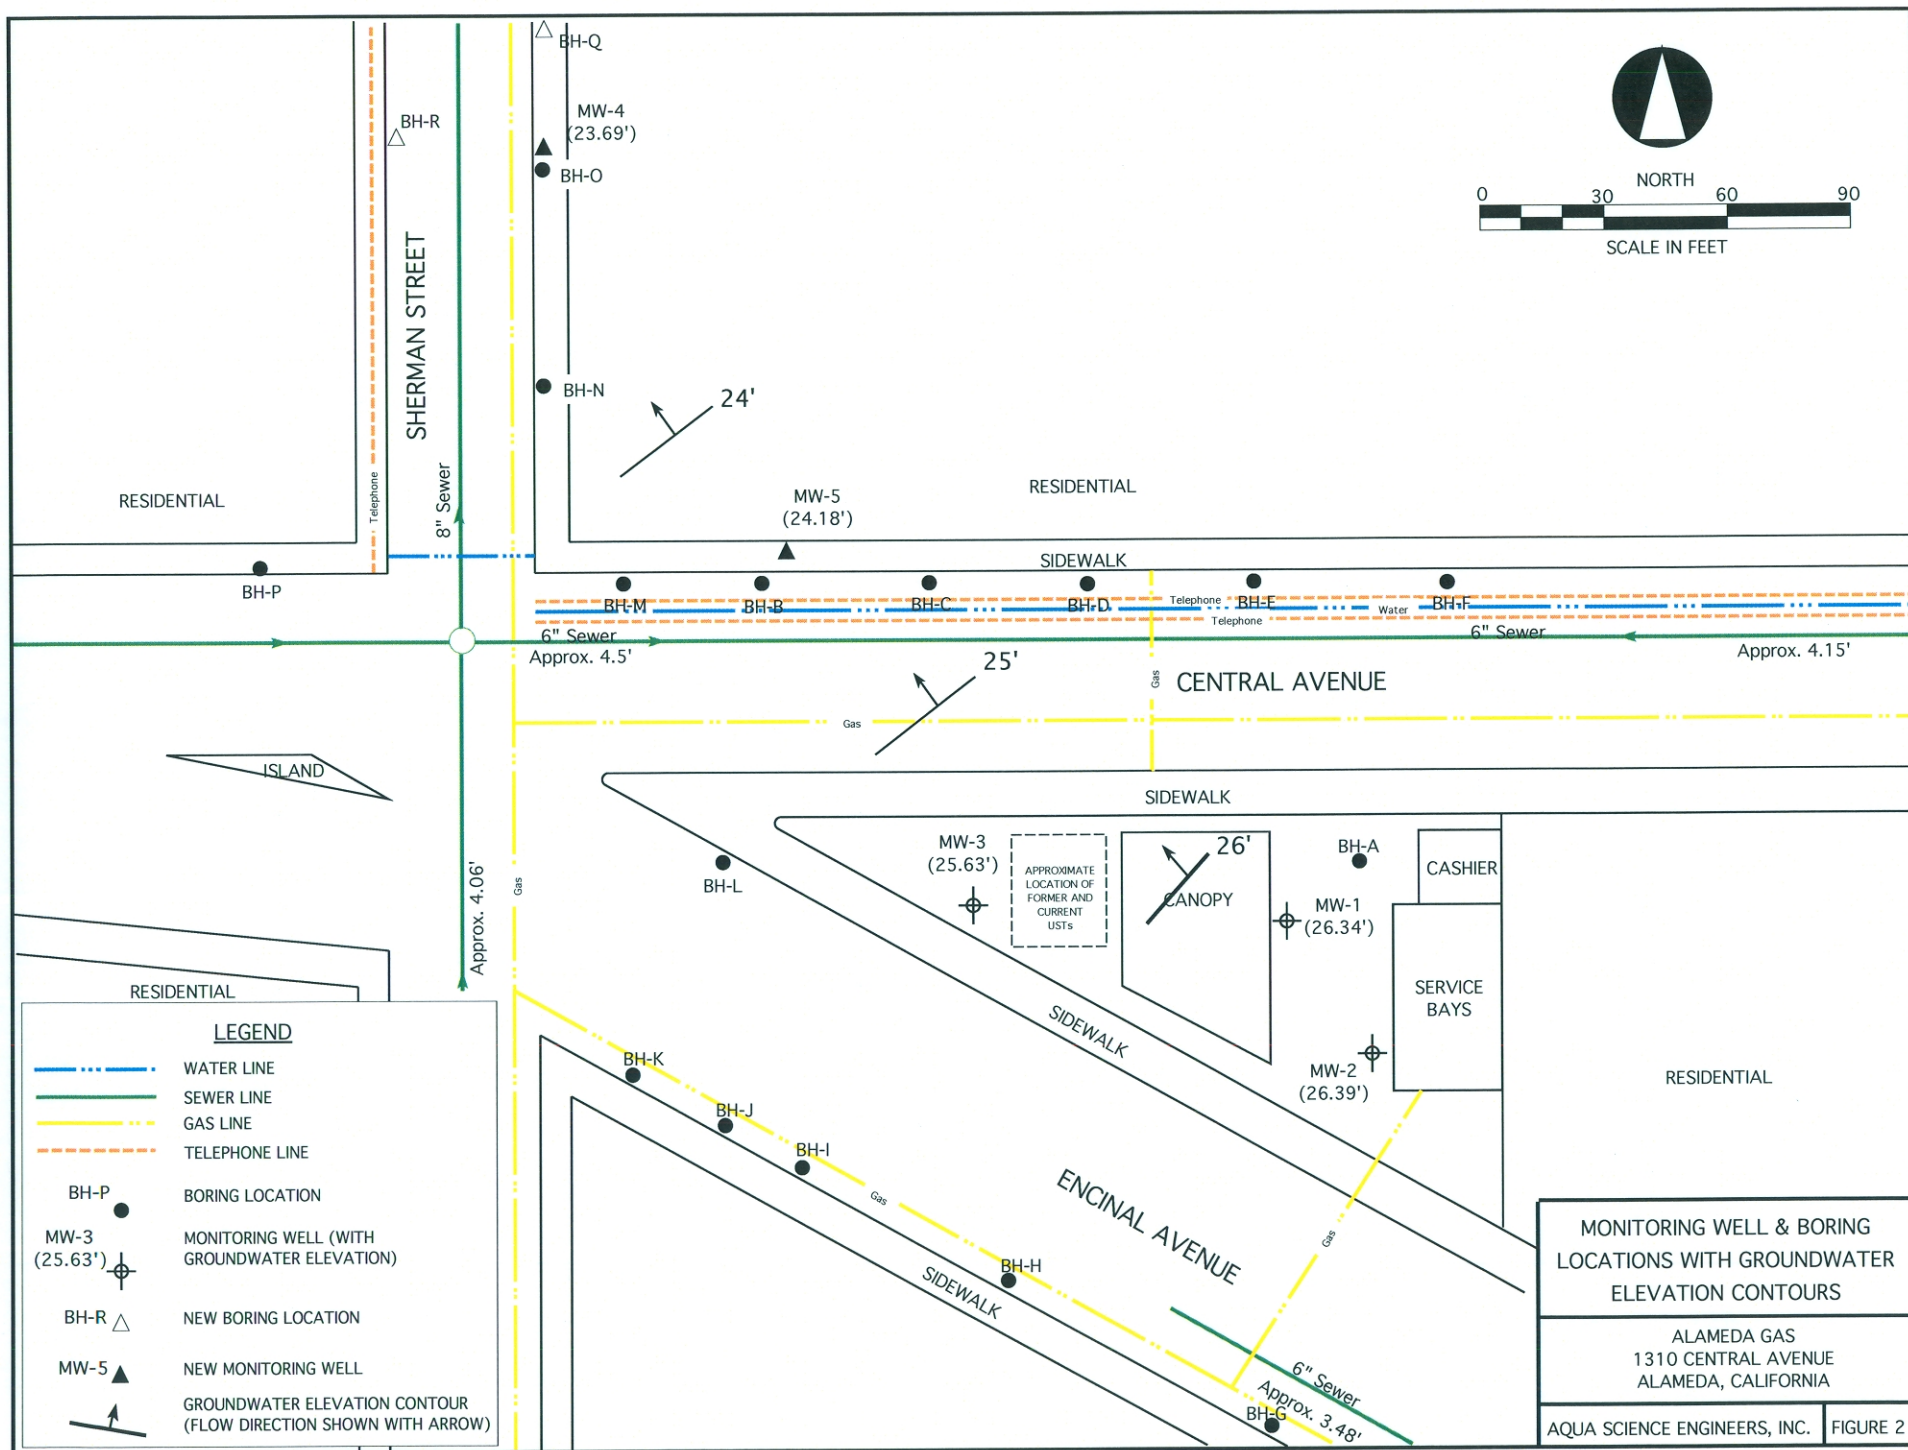 BH-Q
BH-R
MW-4
(23.69')
BH-O
NORTH
0 30 60 90
SCALE IN FEET
SHERMAN STREET
BH-N
24'
8" Sewer
Telephone
RESIDENTIAL
MW-5
(24.18')
RESIDENTIAL
SIDEWALK
BH-P
BH-M
BH-B
BH-C
BH-D
Telephone
BH-E
Water
BH-F
Telephone
6" Sewer
Approx. 4.5'
6" Sewer
Approx. 4.15'
25'
Gas
CENTRAL AVENUE
Gas
ISLAND
SIDEWALK
MW-3
(25.63')
APPROXIMATE
LOCATION OF
FORMER AND
CURRENT
USTs
26'
CANOPY
BH-A
CASHIER
MW-1
(26.34')
BH-L
Gas
Approx. 4.06'
SERVICE
BAYS
RESIDENTIAL
SIDEWALK
MW-2
(26.39')
RESIDENTIAL
BH-K
BH-J
BH-I
Gas
ENCINAL AVENUE
Gas
BH-H
SIDEWALK
6" Sewer
Approx. 3.48'
BH-G
LEGEND
WATER LINE
SEWER LINE
GAS LINE
TELEPHONE LINE
BH-P
BORING LOCATION
MW-3
(25.63')
MONITORING WELL (WITH
GROUNDWATER ELEVATION)
BH-R
NEW BORING LOCATION
MW-5
NEW MONITORING WELL
GROUNDWATER ELEVATION CONTOUR
(FLOW DIRECTION SHOWN WITH ARROW)
MONITORING WELL & BORING
LOCATIONS WITH GROUNDWATER
ELEVATION CONTOURS
ALAMEDA GAS
1310 CENTRAL AVENUE
ALAMEDA, CALIFORNIA
AQUA SCIENCE ENGINEERS, INC.
FIGURE 2